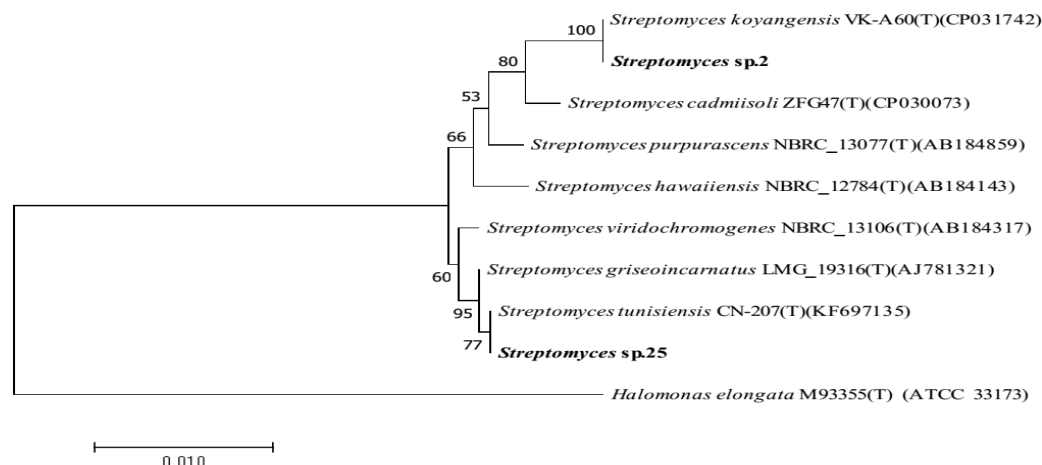 Streptomyces koyangensis VK-A60(T)(CP031742)
100
Streptomyces sp.2
80
Streptomyces cadmiisoli ZFG47(T)(CP030073)
53
Streptomyces purpurascens NBRC_13077(T)(AB184859)
66
Streptomyces hawaiiensis NBRC_12784(T)(AB184143)
Streptomyces viridochromogenes NBRC_13106(T)(AB184317)
60
Streptomyces griseoincarnatus LMG_19316(T)(AJ781321)
95
Streptomyces tunisiensis CN-207(T)(KF697135)
77
Streptomyces sp.25
Halomonas elongata M93355(T) (ATCC 33173)
0.010